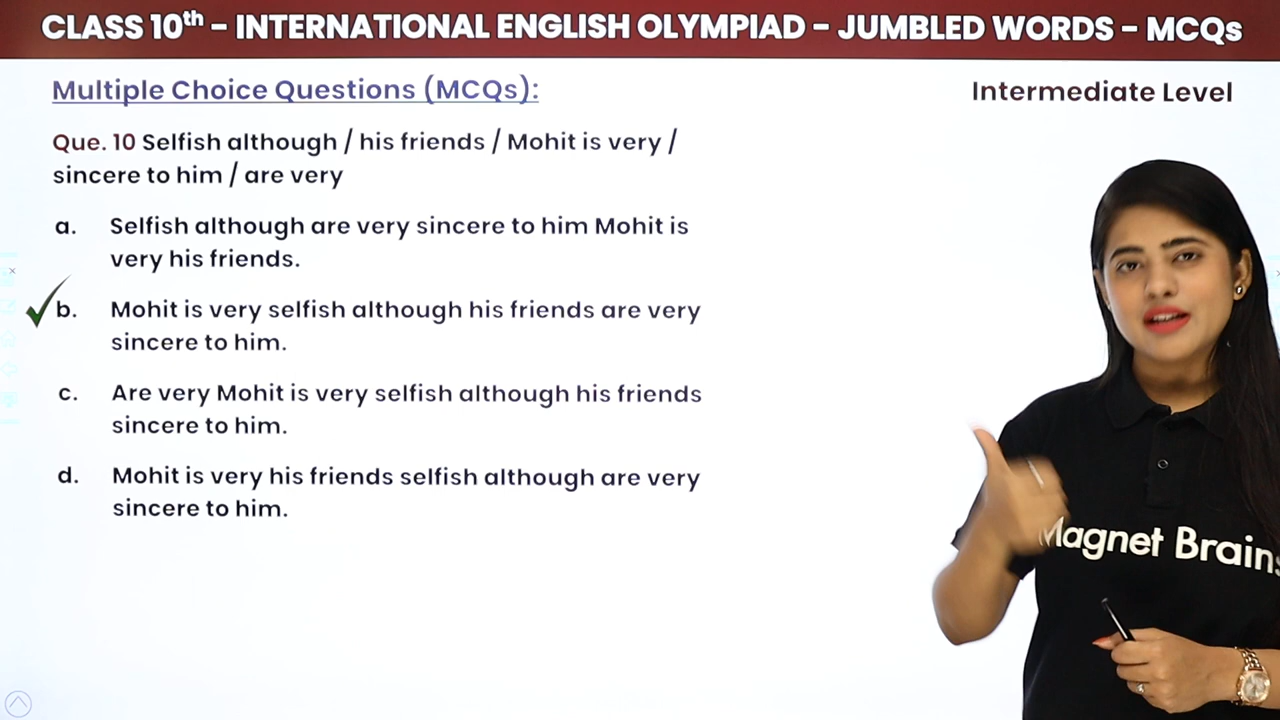 CLASS 10th – INTERNATIONAL ENGLISH OLYMPIAD – JUMBLED WORDS – MCQs
Multiple Choice Questions (MCQs):
Intermediate Level
Que. 10 Selfish although / his friends / Mohit is very /
sincere to him / are very
a. Selfish although are very sincere to him Mohit is
very his friends.
b. Mohit is very selfish although his friends are very
sincere to him.
c. Are very Mohit is very selfish although his friends
sincere to him.
d. Mohit is very his friends selfish although are very
sincere to him.
Magnet Brains